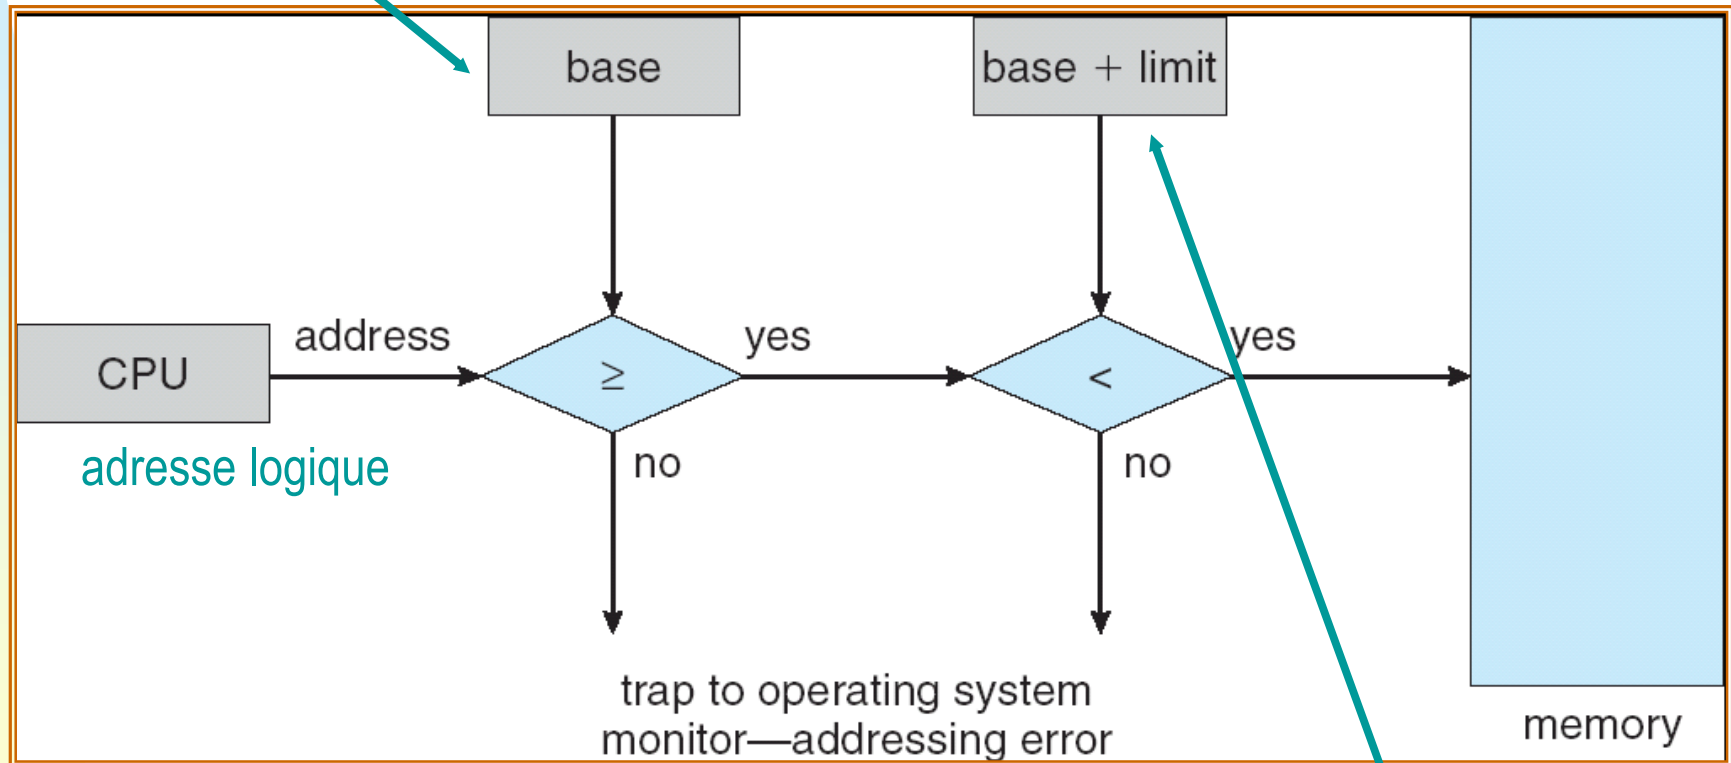 base
base + limit
address
yes
yes
CPU
≥
<
adresse logique
no
no
trap to operating system
monitor—addressing error
memory